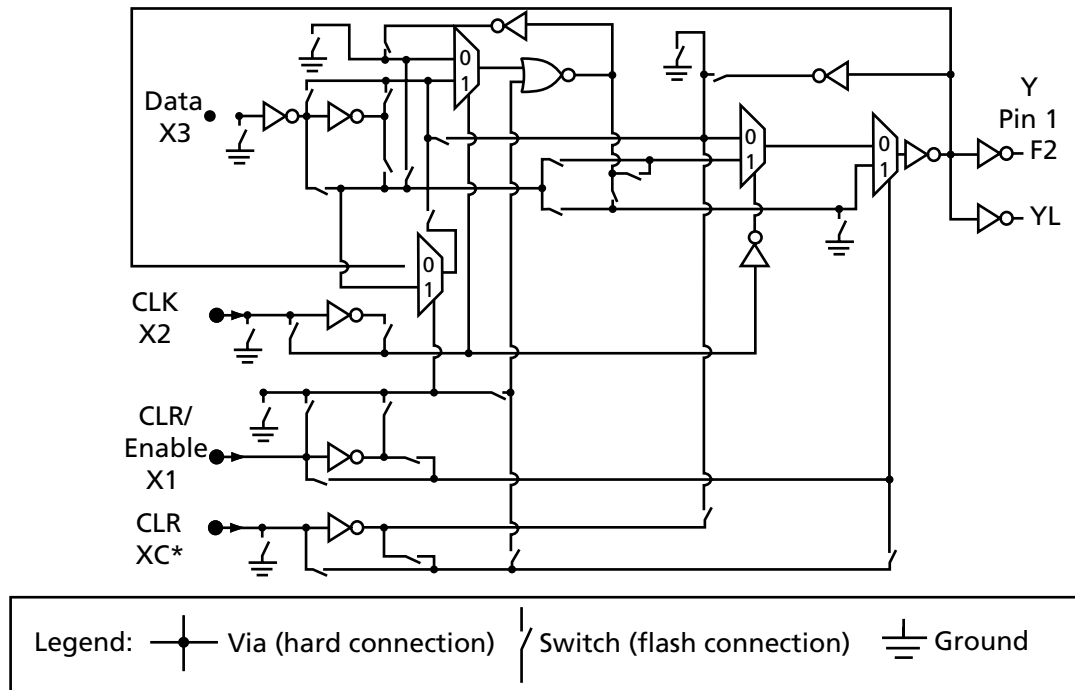 0
1
Data
X3
0
1
0
1
Y
Pin 1
F2
YL
0
1
CLK
X2
CLR/
Enable
X1
CLR
XC*
Legend: Via (hard connection) Switch (flash connection) Ground